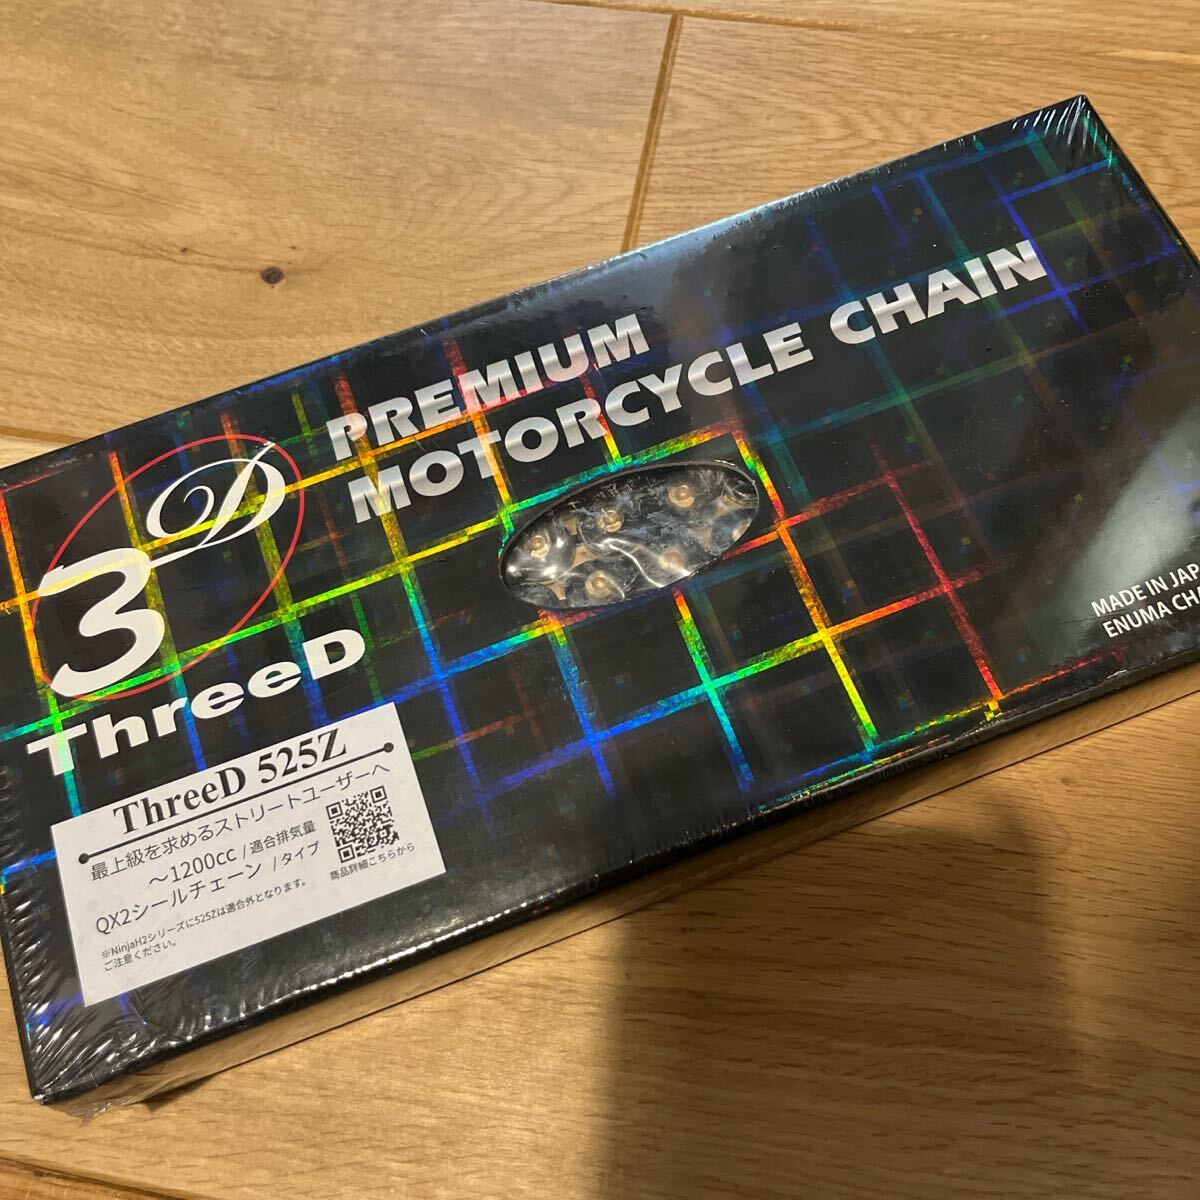 PREMIUM
MOTORCYCLE CHAIN
3D
ThreeD
MADE IN
ENUMA
ThreeD 525Z
最上級を求めるストリートユーザーへ
～1200cc /適合排気量
QX2シールチェーン /タイプ
商品詳細こちらから
※NinjaH2シリーズに525Zは適合外となります。
ご注意ください。